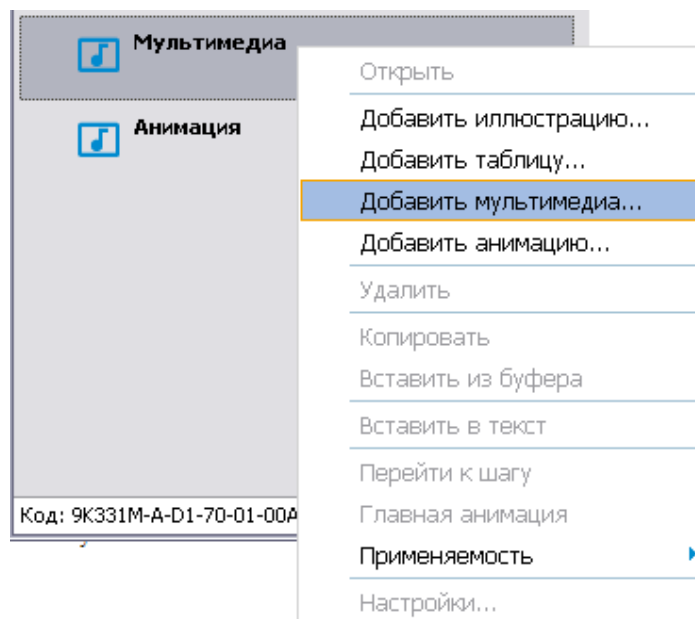 Мультимедиа
Анимация
Открыть
Добавить иллюстрацию...
Добавить таблицу...
Добавить мультимедиа...
Добавить анимацию...
Удалить
Копировать
Вставить из буфера
Вставить в текст
Перейти к шагу
Главная анимация
Применяемость
Настройки...
Код: 9К331М-А-D1-70-01-00А